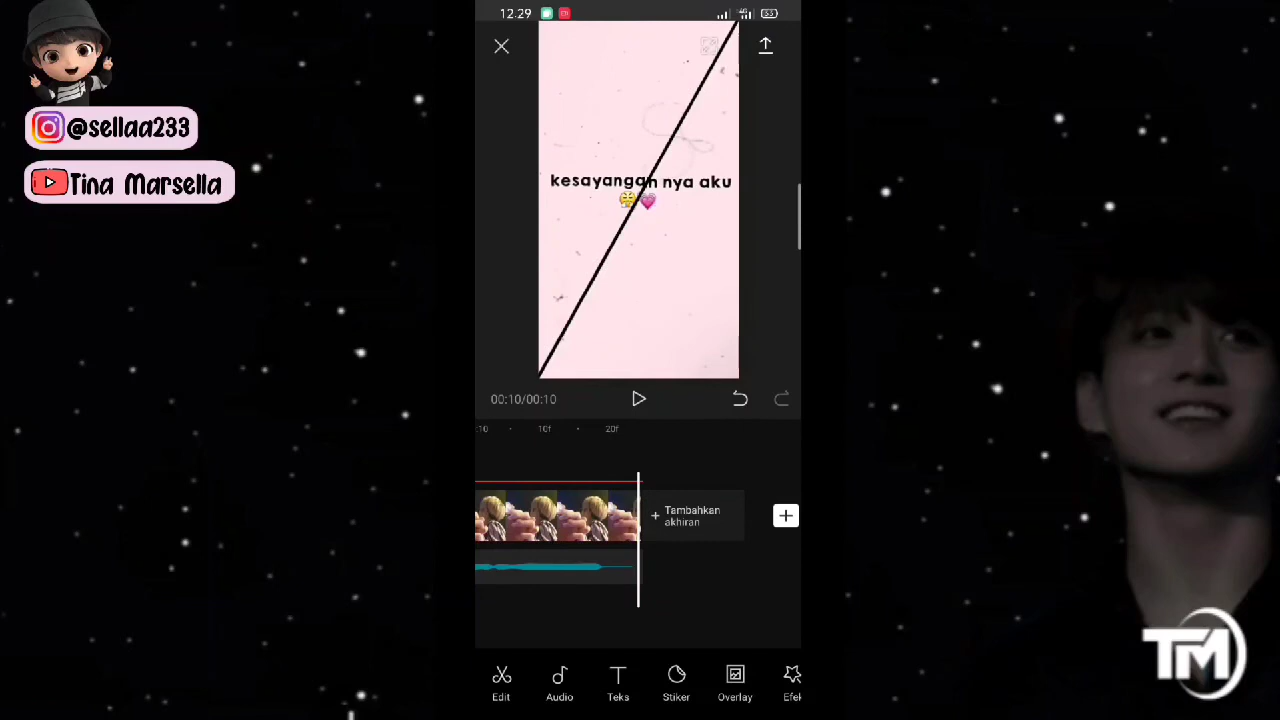 12.29
@sellaa233
Tina Marsella
kesayangan nya aku
😤💗
00:10/00:10
:10
10f
20f
+ Tambahkan
akhiran
Edit
Audio
Teks
Stiker
Overlay
Efek
TM